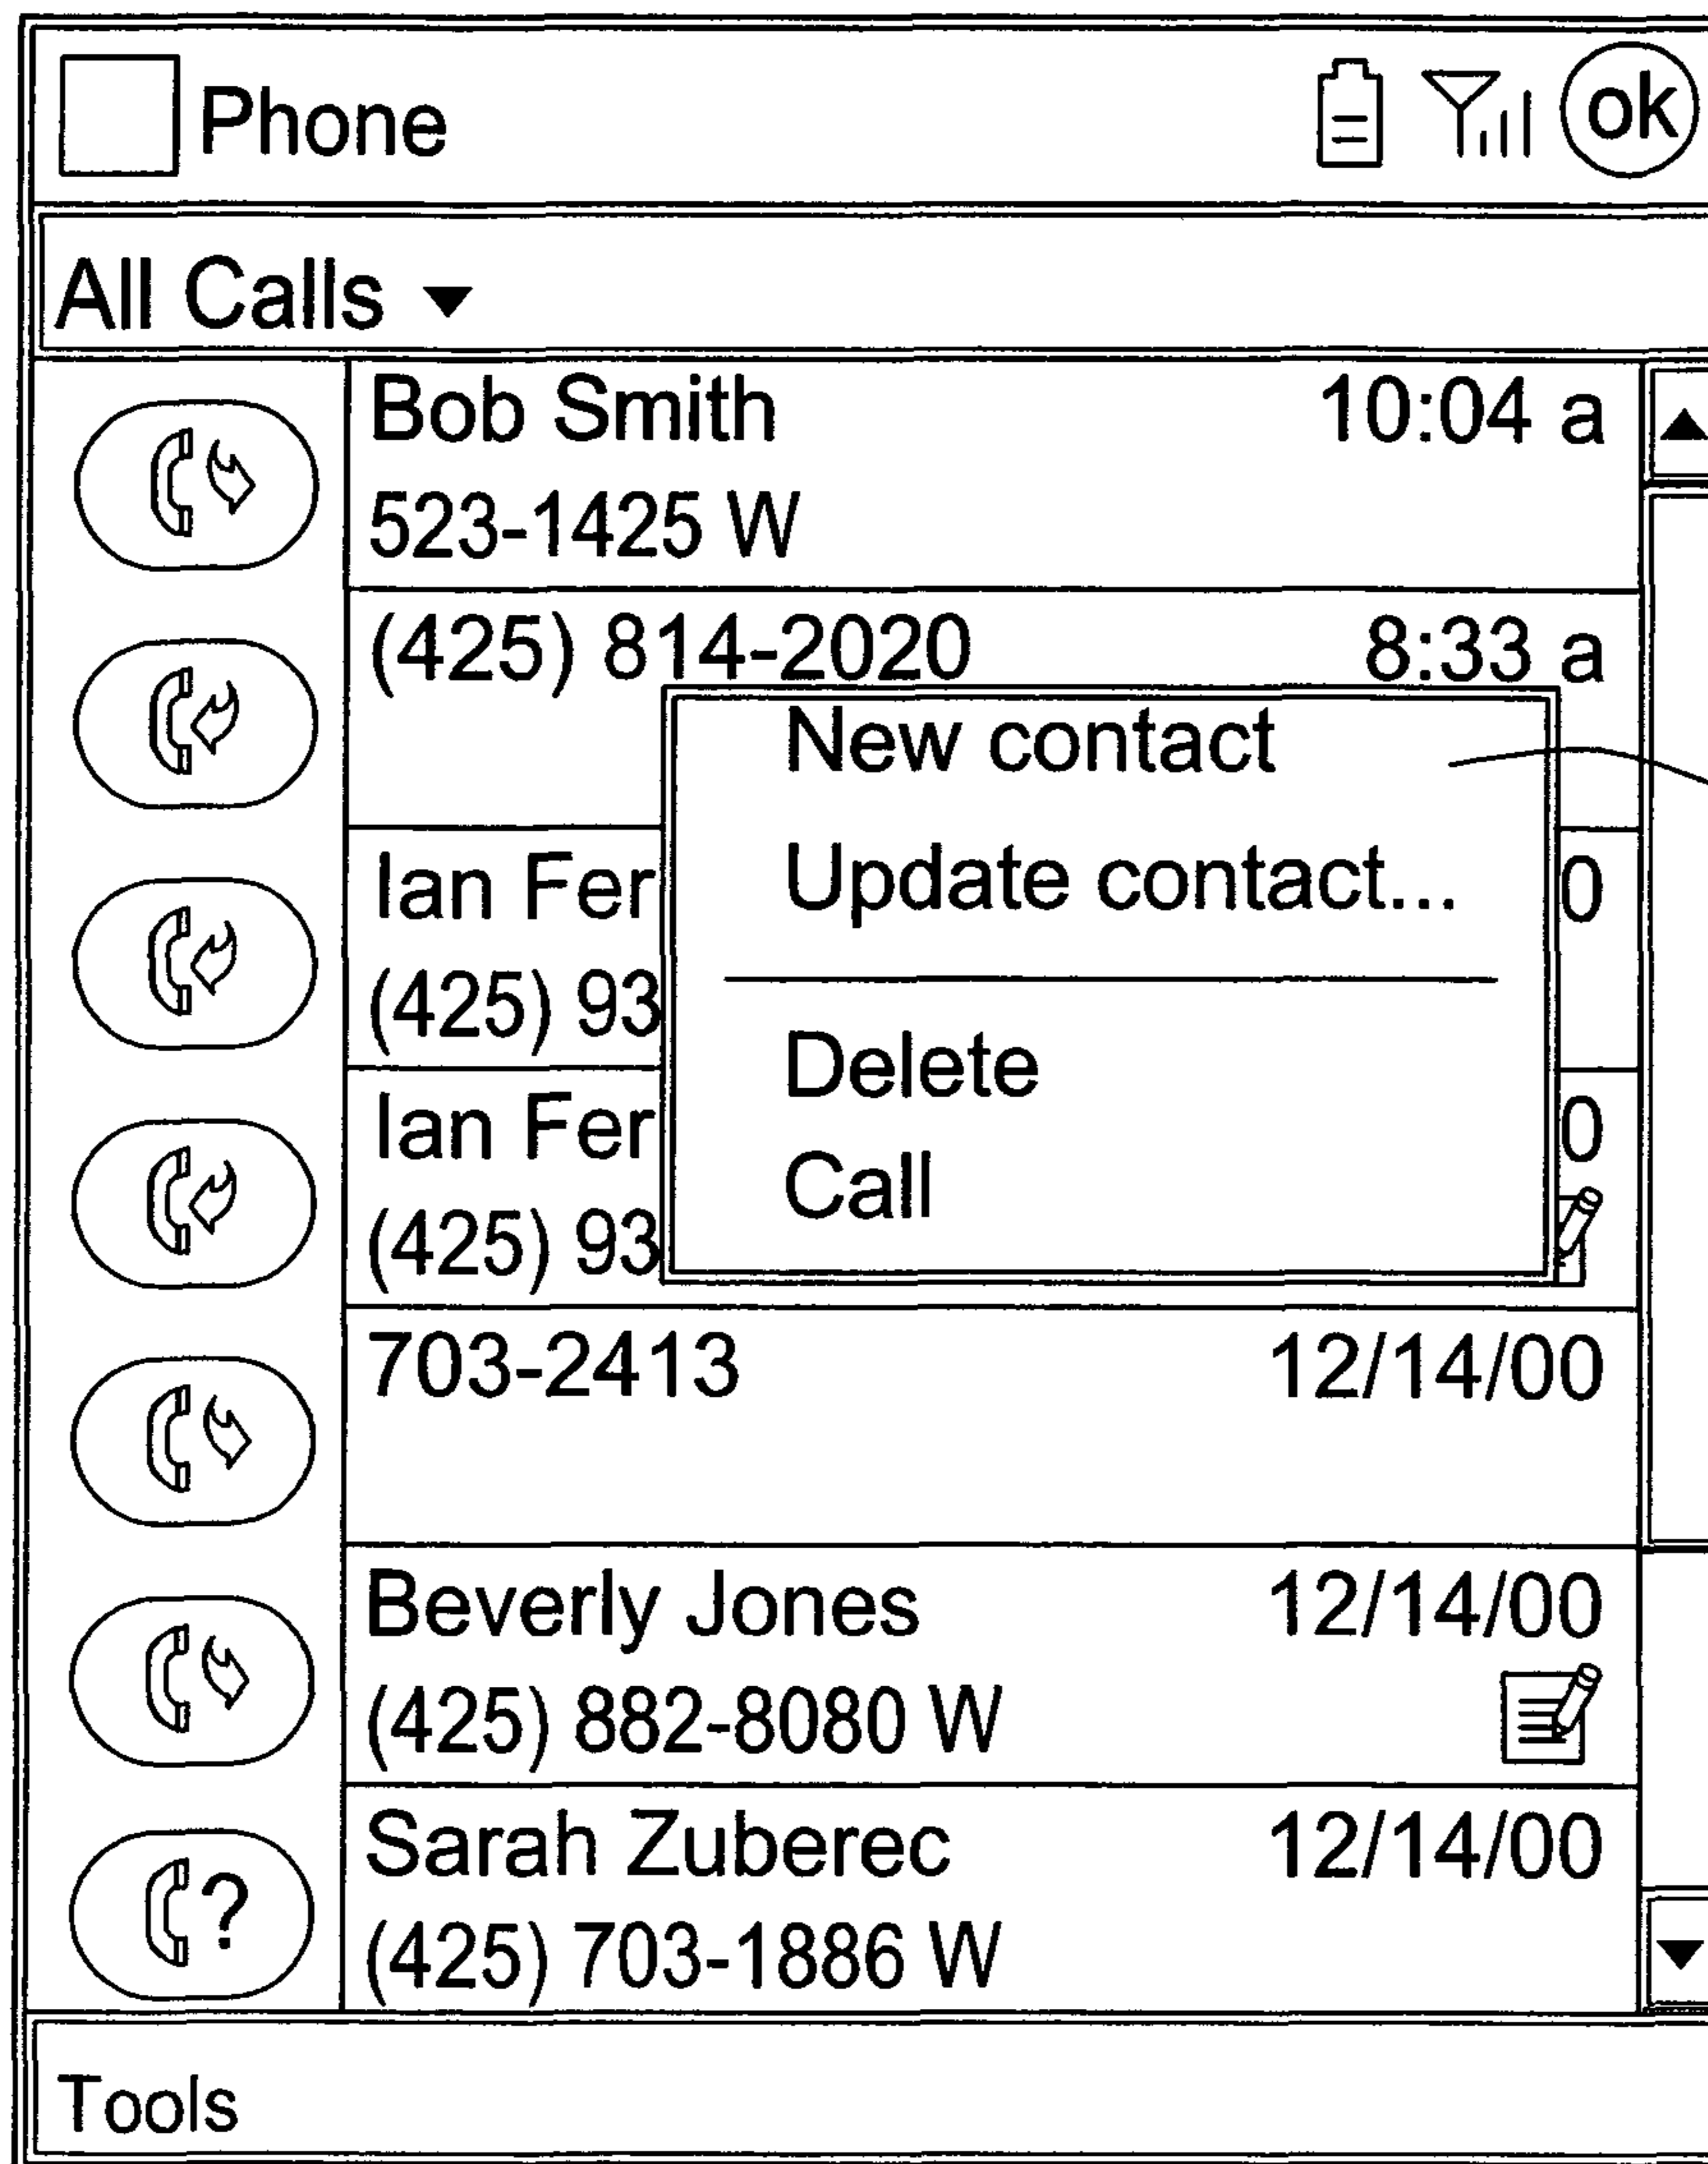 Phone ok
All Calls
Bob Smith 10:04 a
523-1425 W
(425) 814-2020 8:33 a
New contact
Update contact...
Delete
Call
Ian Fer 0
(425) 93
Ian Fer 0
(425) 93
703-2413 12/14/00
Beverly Jones 12/14/00
(425) 882-8080 W
Sarah Zuberec 12/14/00
? (425) 703-1886 W
Tools